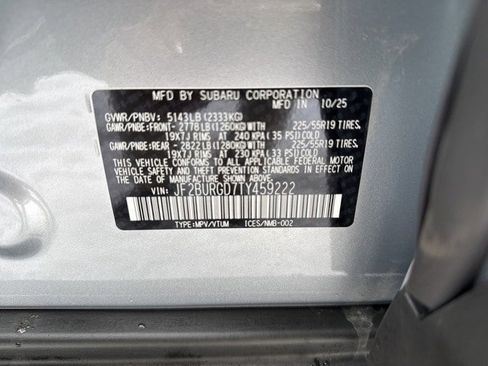 MFD BY SUBARU CORPORATION IN 10/25
GVWR/PNBV: 5143LB(2333KG)
GAWR/PNBE:FRONT- 2778LB(1260KG)WITH 225/55R19 TIRES,
19X7J RIMS AT 240 KPA(35 PSI)COLD
GAWR/PNBE:REAR -2822LB(1280KG)WITH 225/55R19 TIRES,
19X7J RIMS AT 230 KPA(33 PSI)COLD
THIS VEHICLE CONFORMS TO ALL APPLICABLE FEDERAL MOTOR
VEHICLE SAFETY AND THEFT PREVENTION STANDARDS IN EFFECT
ON THE DATE OF MANUFACTURE SHOWN ABOVE.
VIN: JF2BURGD7TY459222
TYPE:MPV/VTUM ICES/NMB-002